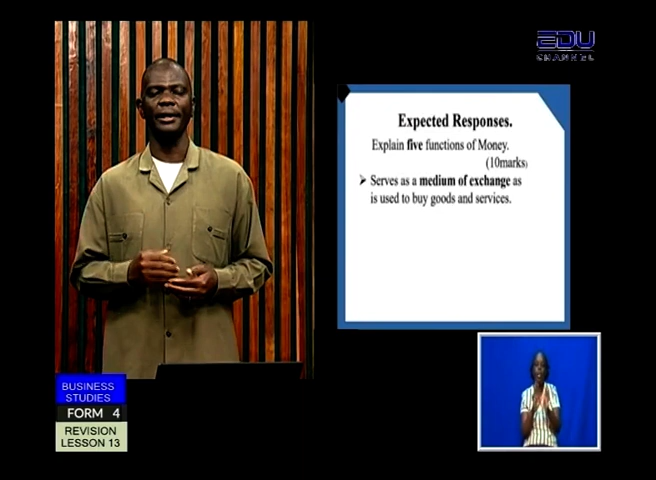 EDU
CHANNEL
Expected Responses.
Explain five functions of Money.
(10marks)
➤ Serves as a medium of exchange as
is used to buy goods and services.
BUSINESS
STUDIES
FORM 4
REVISION
LESSON 13